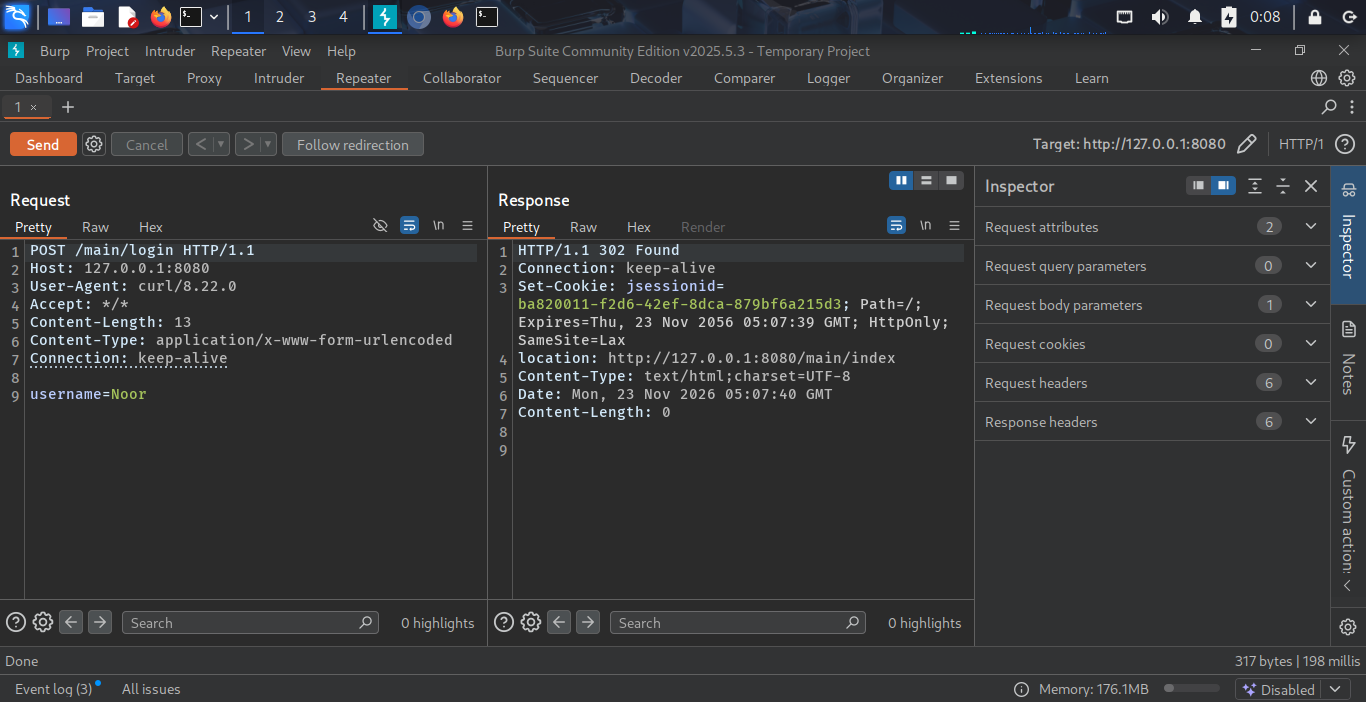 1 2 3 4 0:08
Burp Project Intruder Repeater View Help Burp Suite Community Edition v2025.5.3 - Temporary Project
Dashboard Target Proxy Intruder Repeater Collaborator Sequencer Decoder Comparer Logger Organizer Extensions Learn
1 × +
Send Cancel < > Follow redirection Target: http://127.0.0.1:8080 HTTP/1
Request
Pretty Raw Hex \n
1 POST /main/login HTTP/1.1
2 Host: 127.0.0.1:8080
3 User-Agent: curl/8.22.0
4 Accept: */*
5 Content-Length: 13
6 Content-Type: application/x-www-form-urlencoded
7 Connection: keep-alive
8
9 username=Noor
Search 0 highlights
Response
Pretty Raw Hex Render \n
1 HTTP/1.1 302 Found
2 Connection: keep-alive
3 Set-Cookie: jsessionid=
ba820011-f2d6-42ef-8dca-879bf6a215d3; Path=/;
Expires=Thu, 23 Nov 2056 05:07:39 GMT; HttpOnly;
SameSite=Lax
4 location: http://127.0.0.1:8080/main/index
5 Content-Type: text/html;charset=UTF-8
6 Date: Mon, 23 Nov 2026 05:07:40 GMT
7 Content-Length: 0
8
9
Search 0 highlights
Inspector
Request attributes 2
Request query parameters 0
Request body parameters 1
Request cookies 0
Request headers 6
Response headers 6
Inspector
Notes
Custom actions
Done 317 bytes | 198 millis
Event log (3) All issues Memory: 176.1MB Disabled